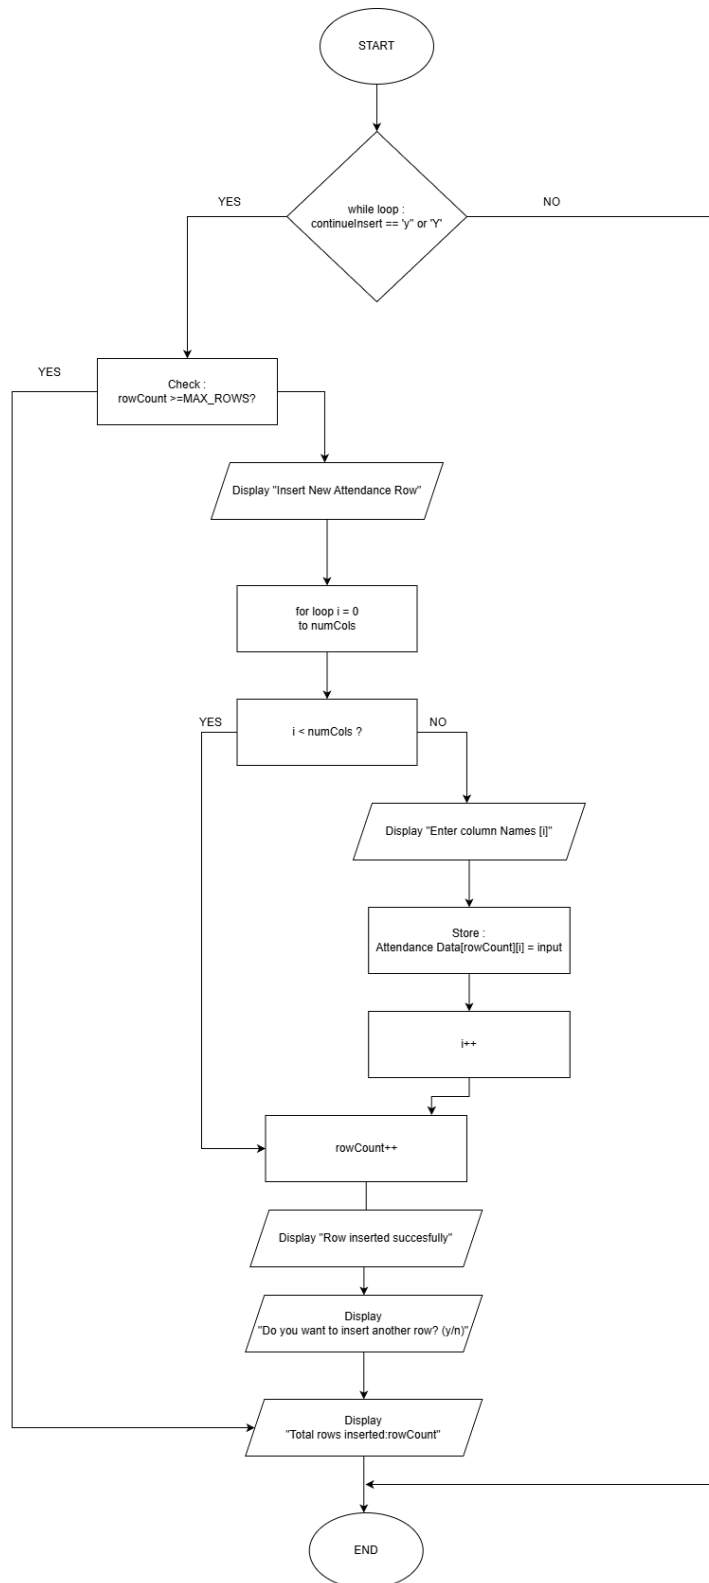 START
while loop :
continueInsert == 'y" or 'Y'
YES
NO
YES
Check :
rowCount >=MAX_ROWS?
Display "Insert New Attendance Row"
for loop i = 0
to numCols
YES
NO
i < numCols ?
Display "Enter column Names [i]"
Store :
Attendance Data[rowCount][i] = input
i++
rowCount++
Display "Row inserted succesfully"
Display
"Do you want to insert another row? (y/n)"
Display
"Total rows inserted:rowCount"
END